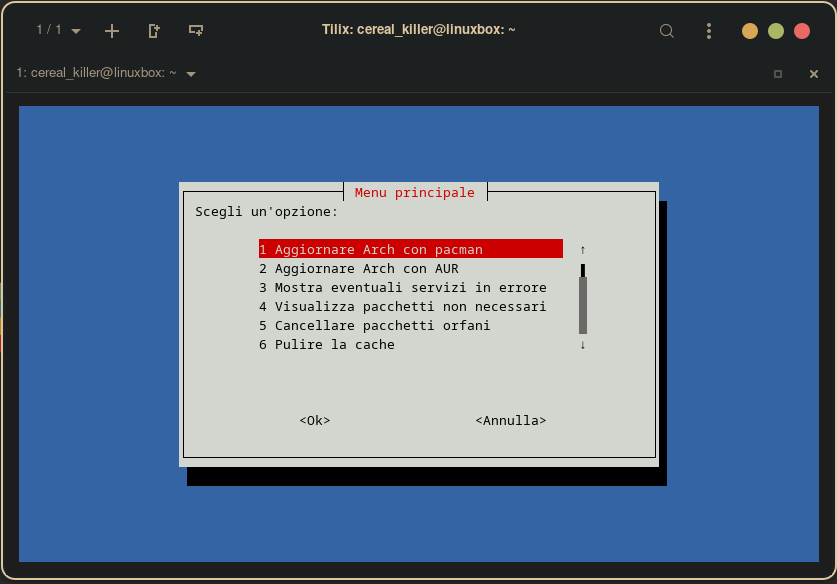 1 / 1
Tilix: cereal_killer@linuxbox: ~
1: cereal_killer@linuxbox: ~
Menu principale
Scegli un'opzione:
1 Aggiornare Arch con pacman
2 Aggiornare Arch con AUR
3 Mostra eventuali servizi in errore
4 Visualizza pacchetti non necessari
5 Cancellare pacchetti orfani
6 Pulire la cache
<Ok> <Annulla>